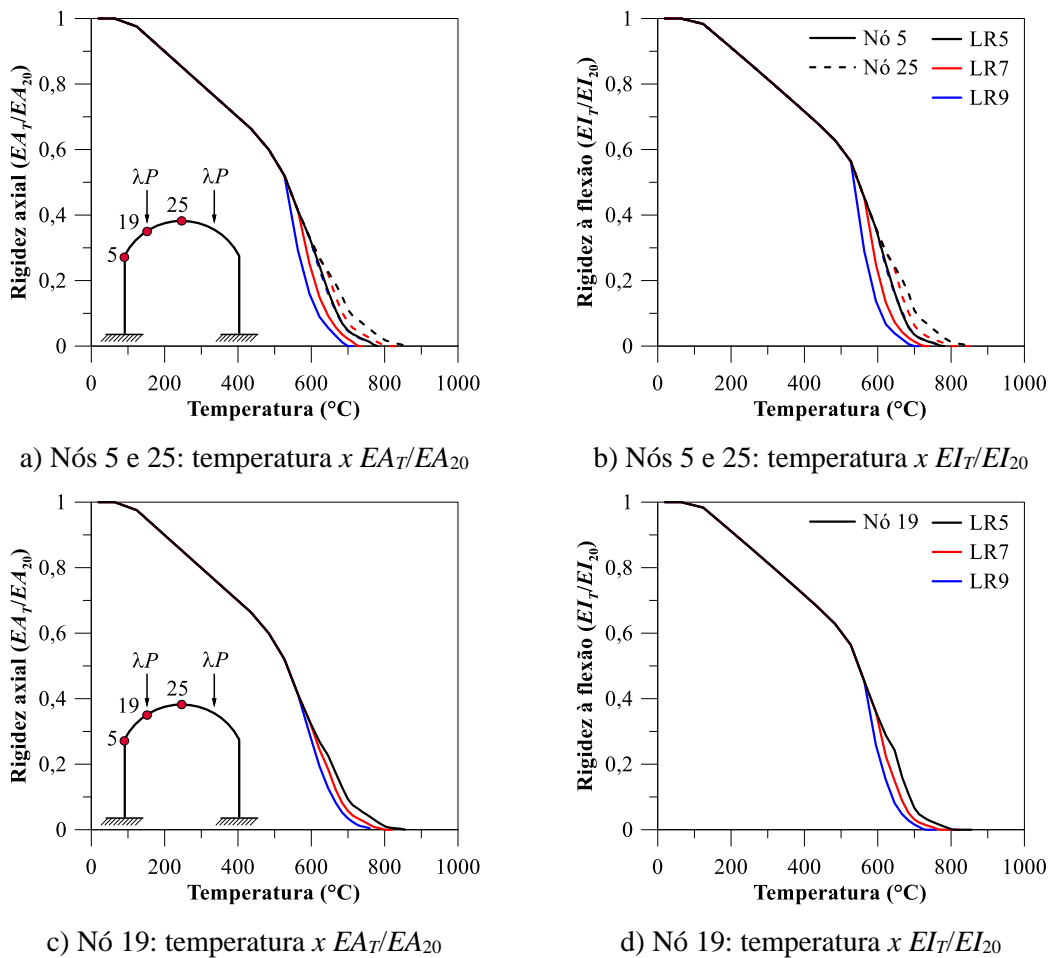 1
0,8
0,6
0,4
0,2
0
Rigidez axial (EA_T/EA_20)
λP
λP
25
19
5
0 200 400 600 800 1000
Temperatura (°C)
a) Nós 5 e 25: temperatura x EA_T/EA_20
1
0,8
0,6
0,4
0,2
0
Rigidez à flexão (EI_T/EI_20)
Nó 5
Nó 25
LR5
LR7
LR9
0 200 400 600 800 1000
Temperatura (°C)
b) Nós 5 e 25: temperatura x EI_T/EI_20
1
0,8
0,6
0,4
0,2
0
Rigidez axial (EA_T/EA_20)
λP
λP
25
19
5
0 200 400 600 800 1000
Temperatura (°C)
c) Nó 19: temperatura x EA_T/EA_20
1
0,8
0,6
0,4
0,2
0
Rigidez à flexão (EI_T/EI_20)
Nó 19
LR5
LR7
LR9
0 200 400 600 800 1000
Temperatura (°C)
d) Nó 19: temperatura x EI_T/EI_20